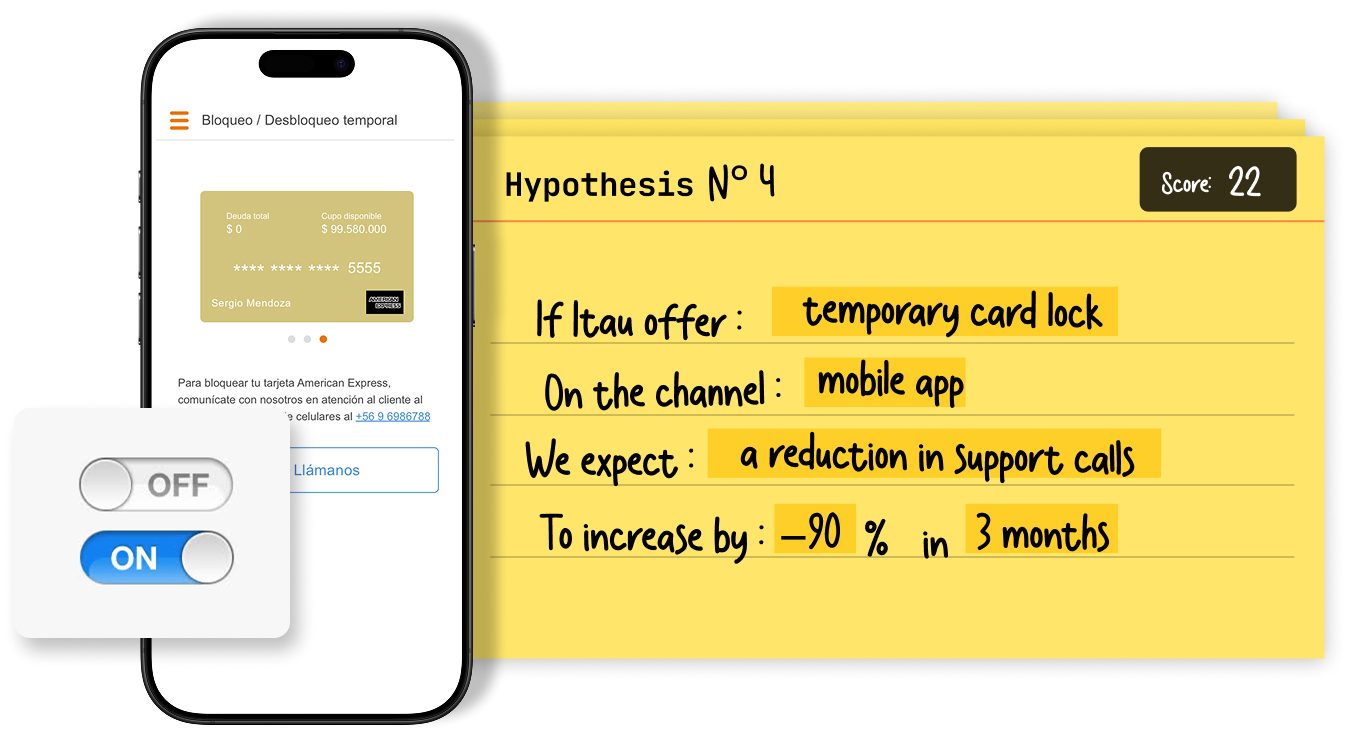 Bloqueo / Desbloqueo temporal
Deuda total Cupo disponible
$ 0 $ 99.580.000
**** **** **** 5555
Sergio Mendoza
AMERICAN
EXPRESS
Para bloquear tu tarjeta American Express,
comunícate con nosotros en atención al cliente al
celulares al +56 9 6986788
Llámanos
OFF
ON
Hypothesis Nº 4
Score: 22
If Itau offer: temporary card lock
On the channel: mobile app
We expect: a reduction in support calls
To increase by: -90 % in 3 months